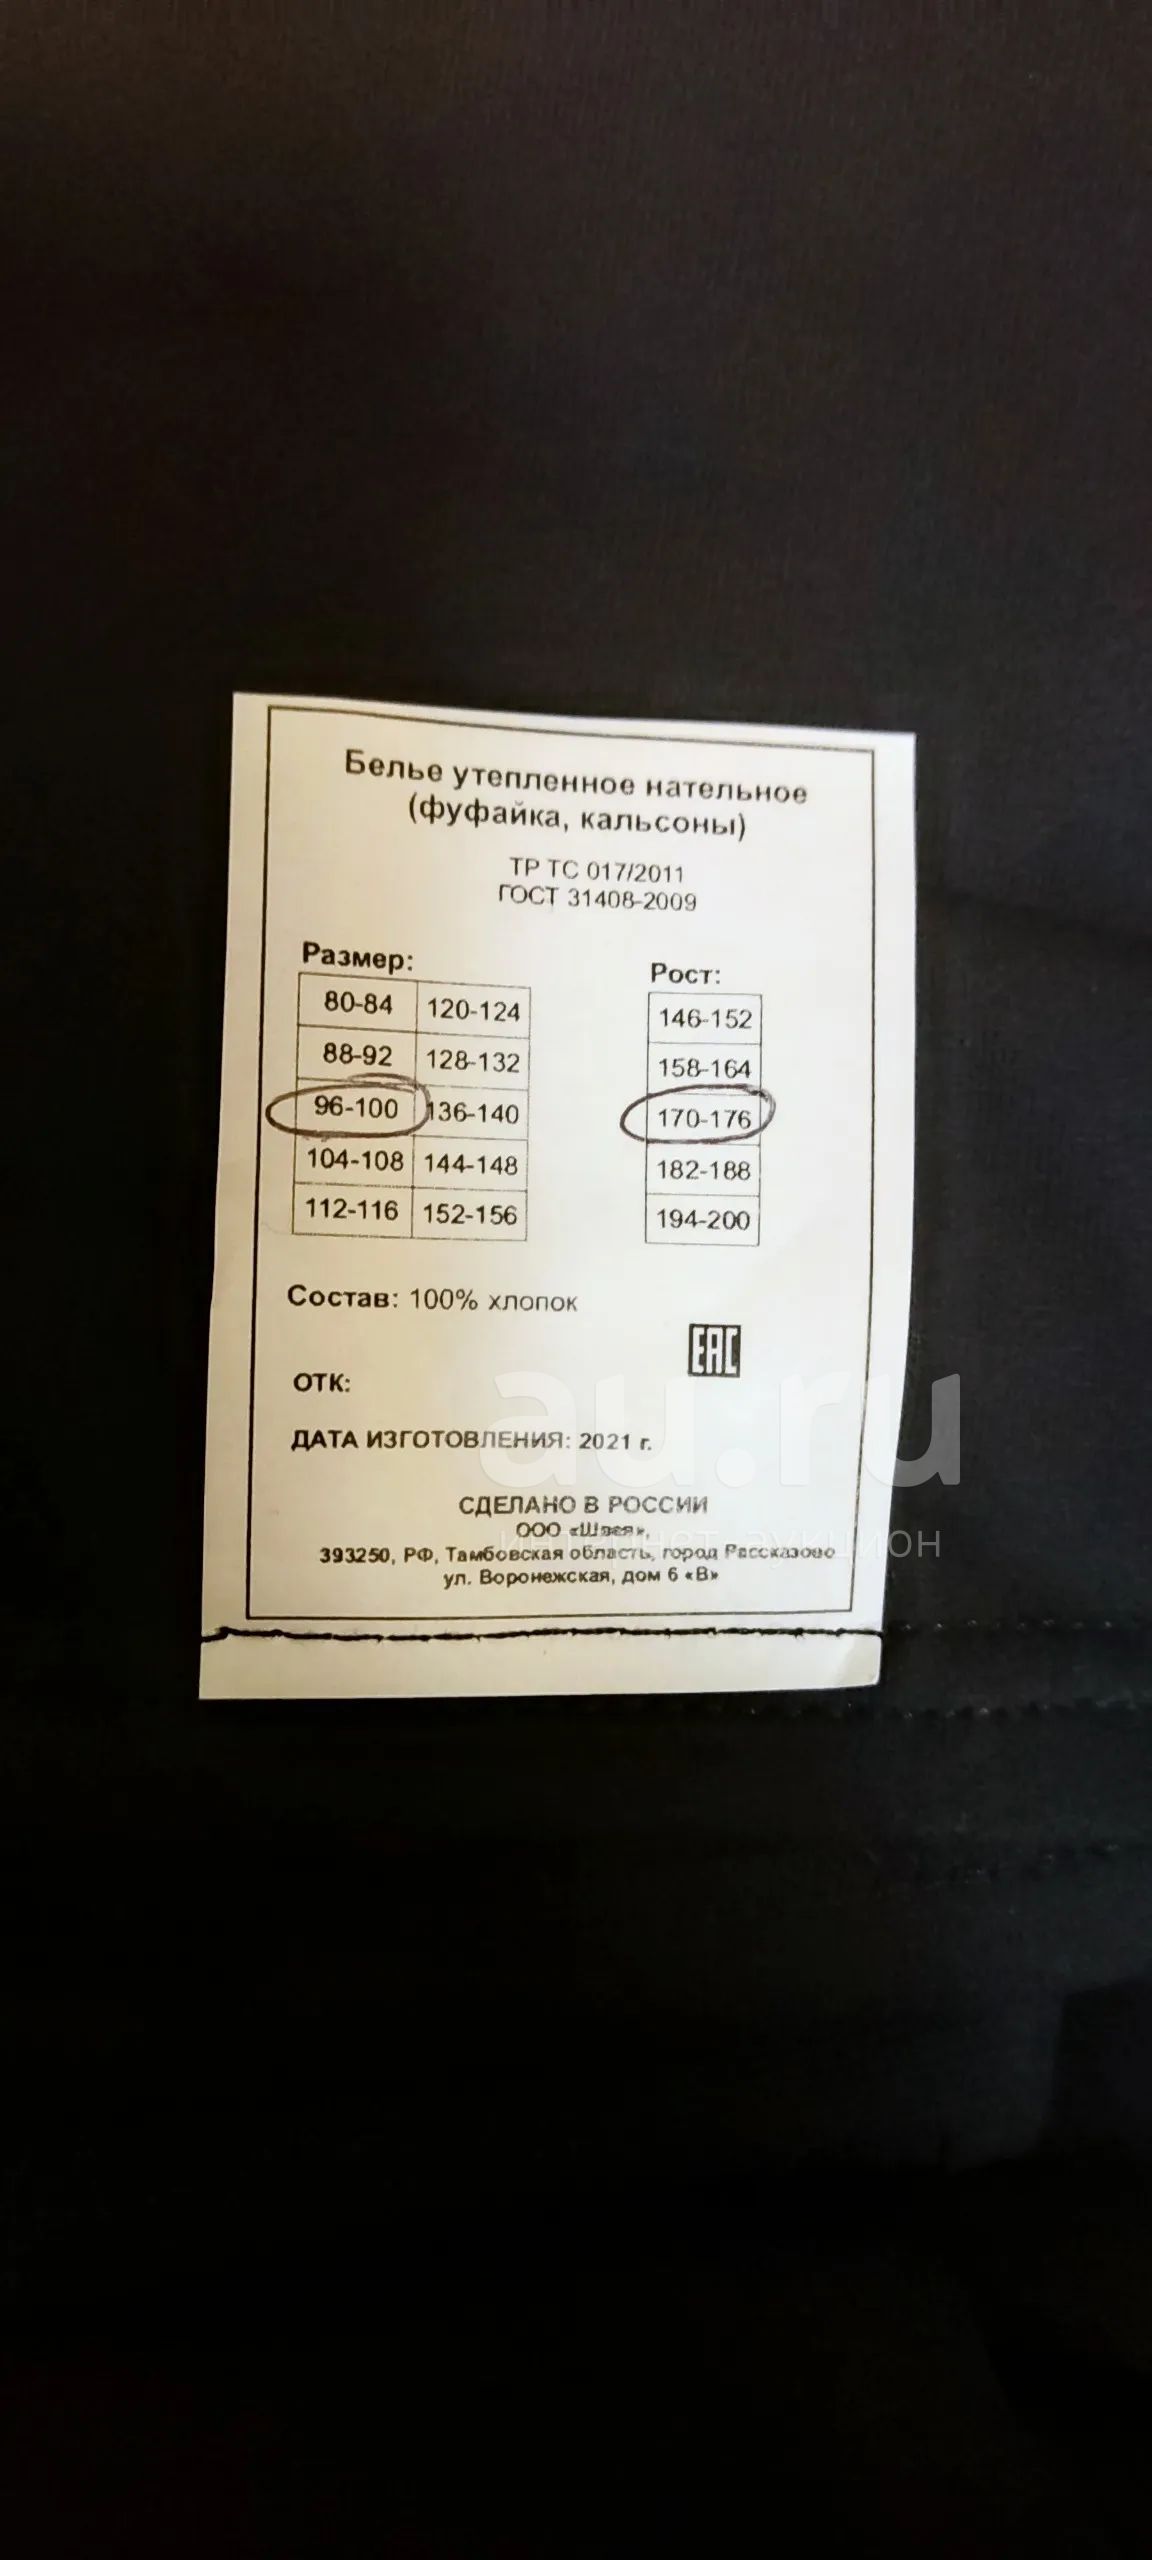 Белье утепленное нательное
(фуфайка, кальсоны)
ТР ТС 017/2011
ГОСТ 31408-2009
Размер:
80-84 120-124
88-92 128-132
96-100 136-140
104-108 144-148
112-116 152-156
Рост:
146-152
158-164
170-176
182-188
194-200
Состав: 100% хлопок
EAC
ОТК:
ДАТА ИЗГОТОВЛЕНИЯ: 2021 г.
СДЕЛАНО В РОССИИ
ООО «Швея»,
393250, РФ, Тамбовская область, город Рассказово
ул. Воронежская, дом 6 «В»
au.ru
интернет-аукцион